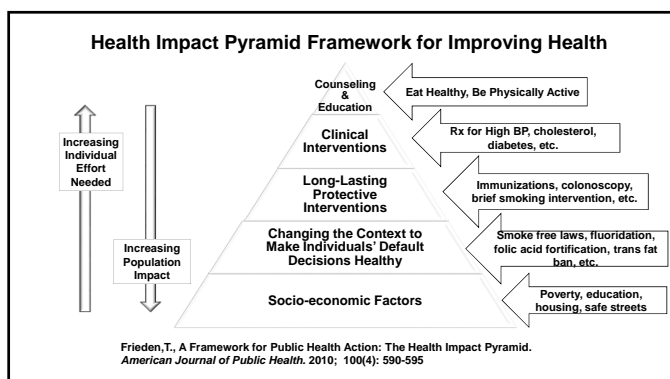 Health Impact Pyramid Framework for Improving Health
Increasing
Individual
Effort
Needed
Increasing
Population
Impact
Counseling
&
Education
Eat Healthy, Be Physically Active
Clinical
Interventions
Rx for High BP, cholesterol,
diabetes, etc.
Long-Lasting
Protective
Interventions
Immunizations, colonoscopy,
brief smoking intervention, etc.
Changing the Context to
Make Individuals' Default
Decisions Healthy
Smoke free laws, fluoridation,
folic acid fortification, trans fat
ban, etc.
Socio-economic Factors
Poverty, education,
housing, safe streets
Frieden,T., A Framework for Public Health Action: The Health Impact Pyramid.
American Journal of Public Health. 2010; 100(4): 590-595